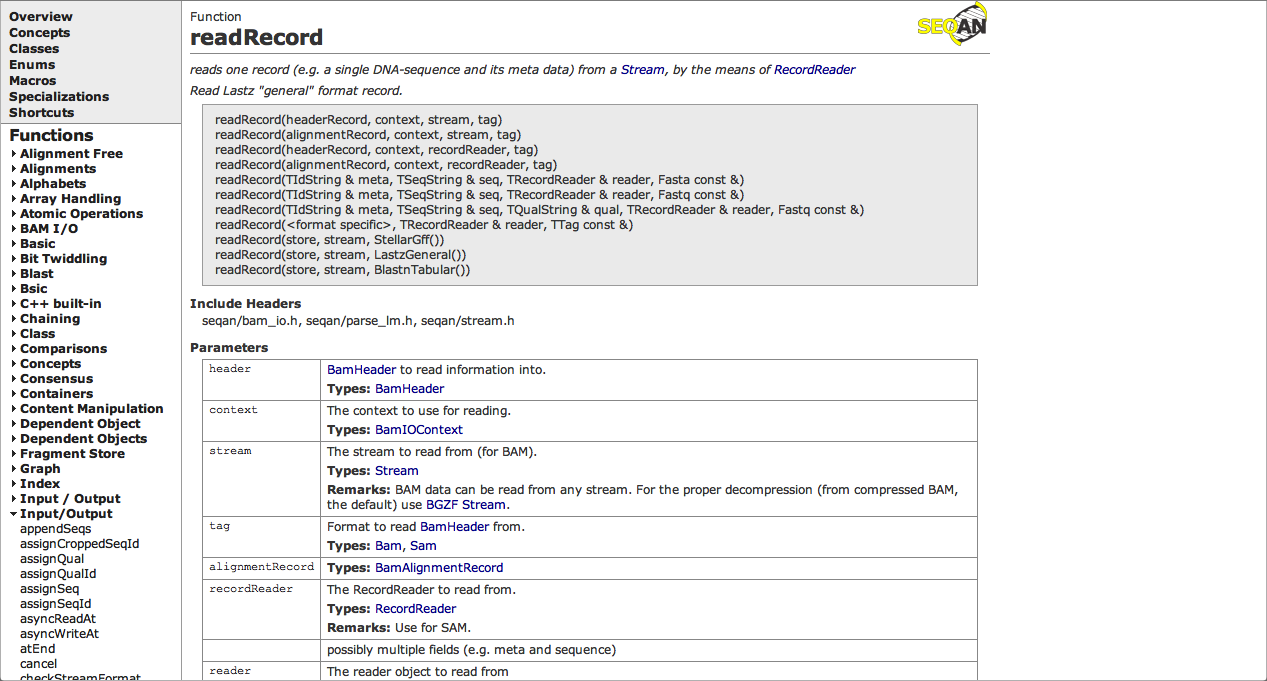 Overview
Concepts
Classes
Enums
Macros
Specializations
Shortcuts
Functions
Alignment Free
Alignments
Alphabets
Array Handling
Atomic Operations
BAM I/O
Basic
Bit Twiddling
Blast
Bsic
C++ built-in
Chaining
Class
Comparisons
Concepts
Consensus
Containers
Content Manipulation
Dependent Object
Dependent Objects
Fragment Store
Graph
Index
Input / Output
Input/Output
appendSeqs
assignCroppedSeqId
assignQual
assignQualId
assignSeq
assignSeqId
asyncReadAt
asyncWriteAt
atEnd
cancel
checkStreamFormat
Function
SEQAN
readRecord
reads one record (e.g. a single DNA-sequence and its meta data) from a Stream, by the means of RecordReader
Read Lastz "general" format record.
readRecord(headerRecord, context, stream, tag)
readRecord(alignmentRecord, context, stream, tag)
readRecord(headerRecord, context, recordReader, tag)
readRecord(alignmentRecord, context, recordReader, tag)
readRecord(TIdString & meta, TSeqString & seq, TRecordReader & reader, Fasta const &)
readRecord(TIdString & meta, TSeqString & seq, TRecordReader & reader, Fastq const &)
readRecord(TIdString & meta, TSeqString & seq, TQualString & qual, TRecordReader & reader, Fastq const &)
readRecord(<format specific>, TRecordReader & reader, TTag const &)
readRecord(store, stream, StellarGff())
readRecord(store, stream, LastzGeneral())
readRecord(store, stream, BlastnTabular())
Include Headers
seqan/bam_io.h, seqan/parse_lm.h, seqan/stream.h
Parameters
header
BamHeader to read information into.
Types: BamHeader
context
The context to use for reading.
Types: BamIOContext
stream
The stream to read from (for BAM).
Types: Stream
Remarks: BAM data can be read from any stream. For the proper decompression (from compressed BAM,
the default) use BGZF Stream.
tag
Format to read BamHeader from.
Types: Bam, Sam
alignmentRecord
Types: BamAlignmentRecord
recordReader
The RecordReader to read from.
Types: RecordReader
Remarks: Use for SAM.
possibly multiple fields (e.g. meta and sequence)
reader
The reader object to read from